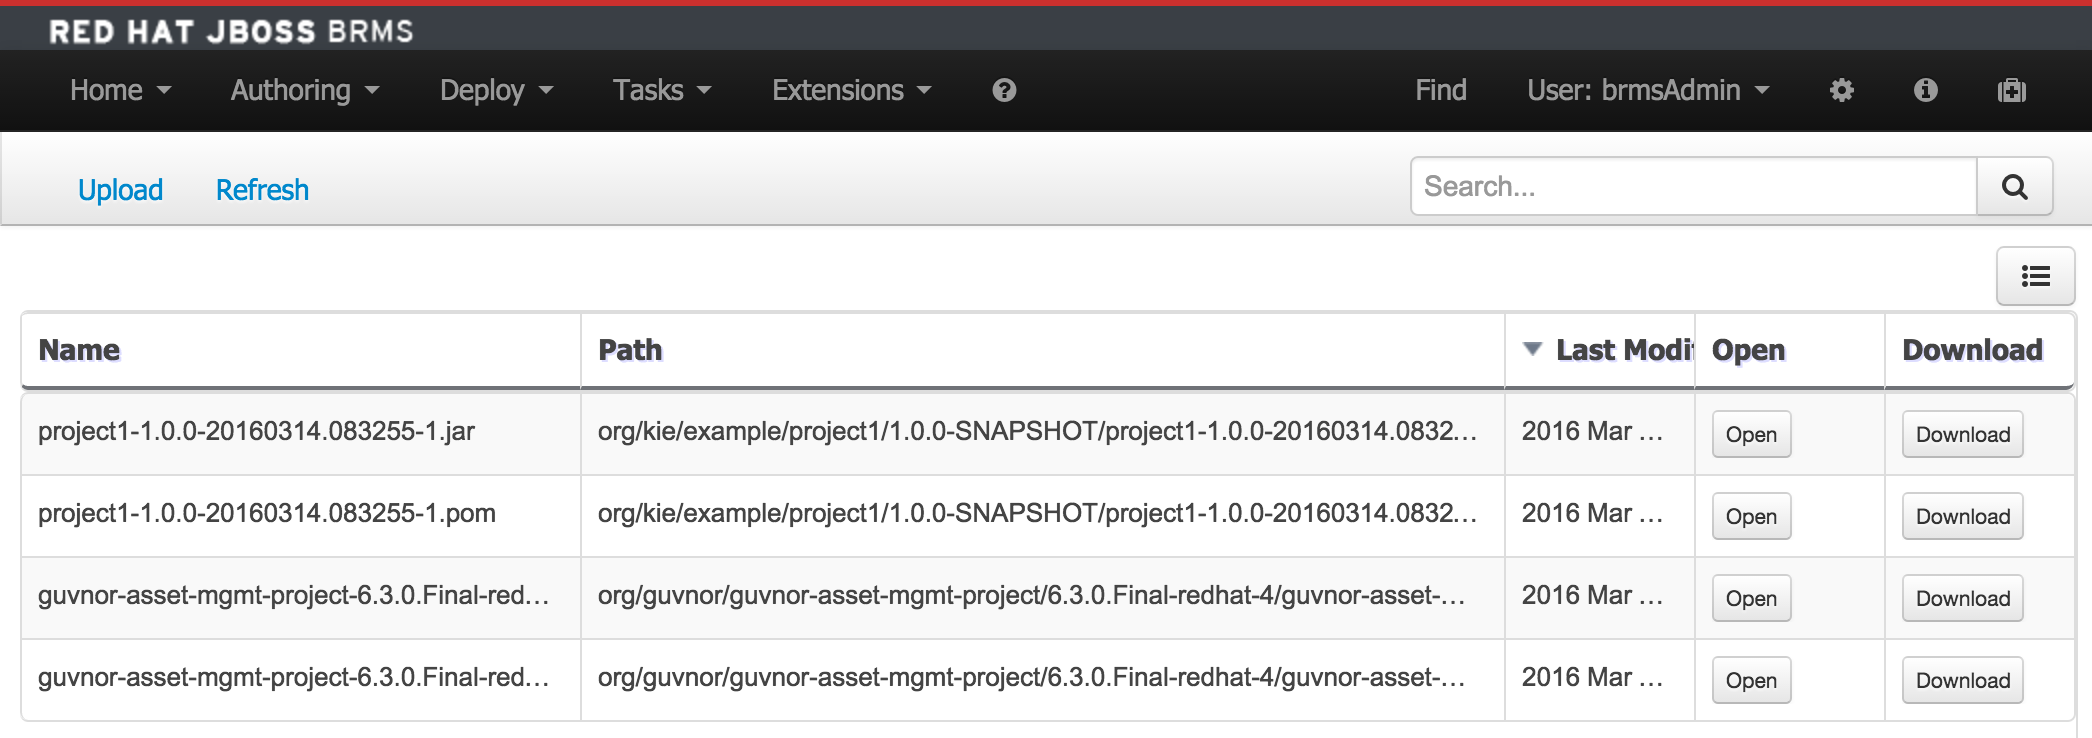 RED HAT JBOSS BRMS
Home Authoring Deploy Tasks Extensions Find User: brmsAdmin
Upload Refresh Search...
Name Path Last Modif Open Download
project1-1.0.0-20160314.083255-1.jar org/kie/example/project1/1.0.0-SNAPSHOT/project1-1.0.0-20160314.0832... 2016 Mar ... Open Download
project1-1.0.0-20160314.083255-1.pom org/kie/example/project1/1.0.0-SNAPSHOT/project1-1.0.0-20160314.0832... 2016 Mar ... Open Download
guvnor-asset-mgmt-project-6.3.0.Final-red... org/guvnor/guvnor-asset-mgmt-project/6.3.0.Final-redhat-4/guvnor-asset-... 2016 Mar ... Open Download
guvnor-asset-mgmt-project-6.3.0.Final-red... org/guvnor/guvnor-asset-mgmt-project/6.3.0.Final-redhat-4/guvnor-asset-... 2016 Mar ... Open Download